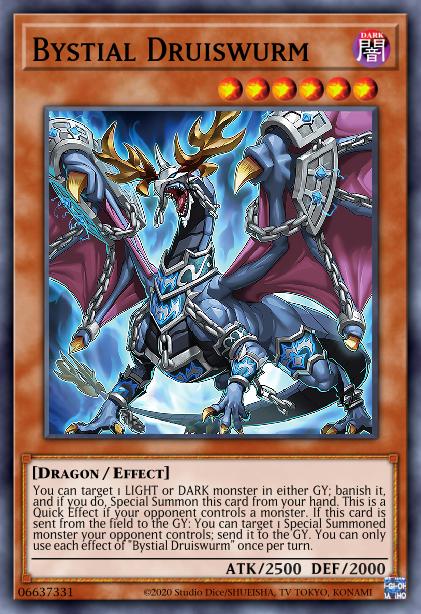 Bystial Druiswurm
DARK
闇
[Dragon / Effect]
You can target 1 LIGHT or DARK monster in either GY; banish it,
and if you do, Special Summon this card from your hand. This is a
Quick Effect if your opponent controls a monster. If this card is
sent from the field to the GY: You can target 1 Special Summoned
monster your opponent controls; send it to the GY. You can only
use each effect of "Bystial Druiswurm" once per turn.
ATK/2500 DEF/2000
06637331 ©2020 Studio Dice/SHUEISHA, TV TOKYO, KONAMI